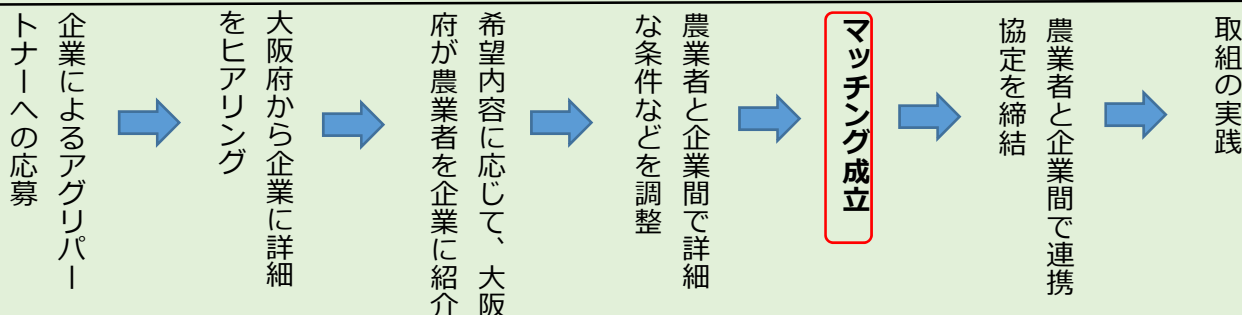 企業によるアグリパー
トナーへの応募
大阪府から企業に詳細
をヒアリング
希望内容に応じて、大阪
府が農業者を企業に紹介
農業者と企業間で詳細
な条件などを調整
マッチング成立
農業者と企業間で連携
協定を締結
取組の実践